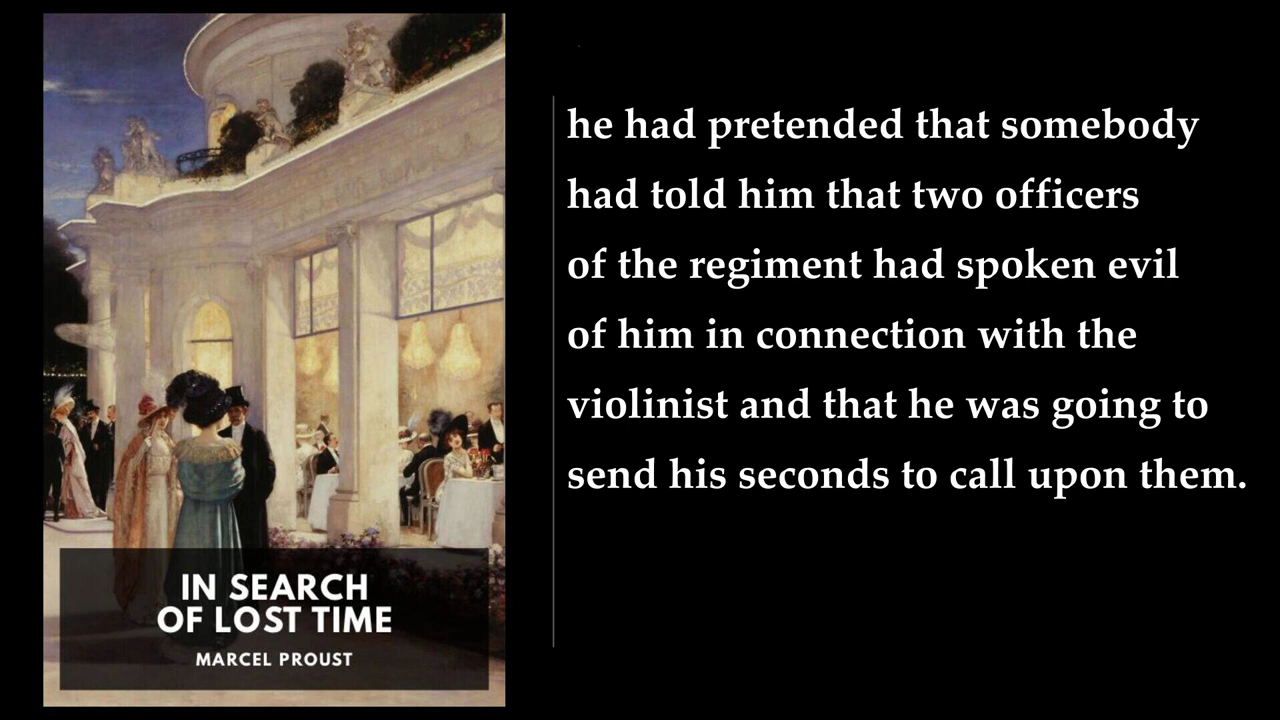 he had pretended that somebody
had told him that two officers
of the regiment had spoken evil
of him in connection with the
violinist and that he was going to
send his seconds to call upon them.
IN SEARCH
OF LOST TIME
MARCEL PROUST